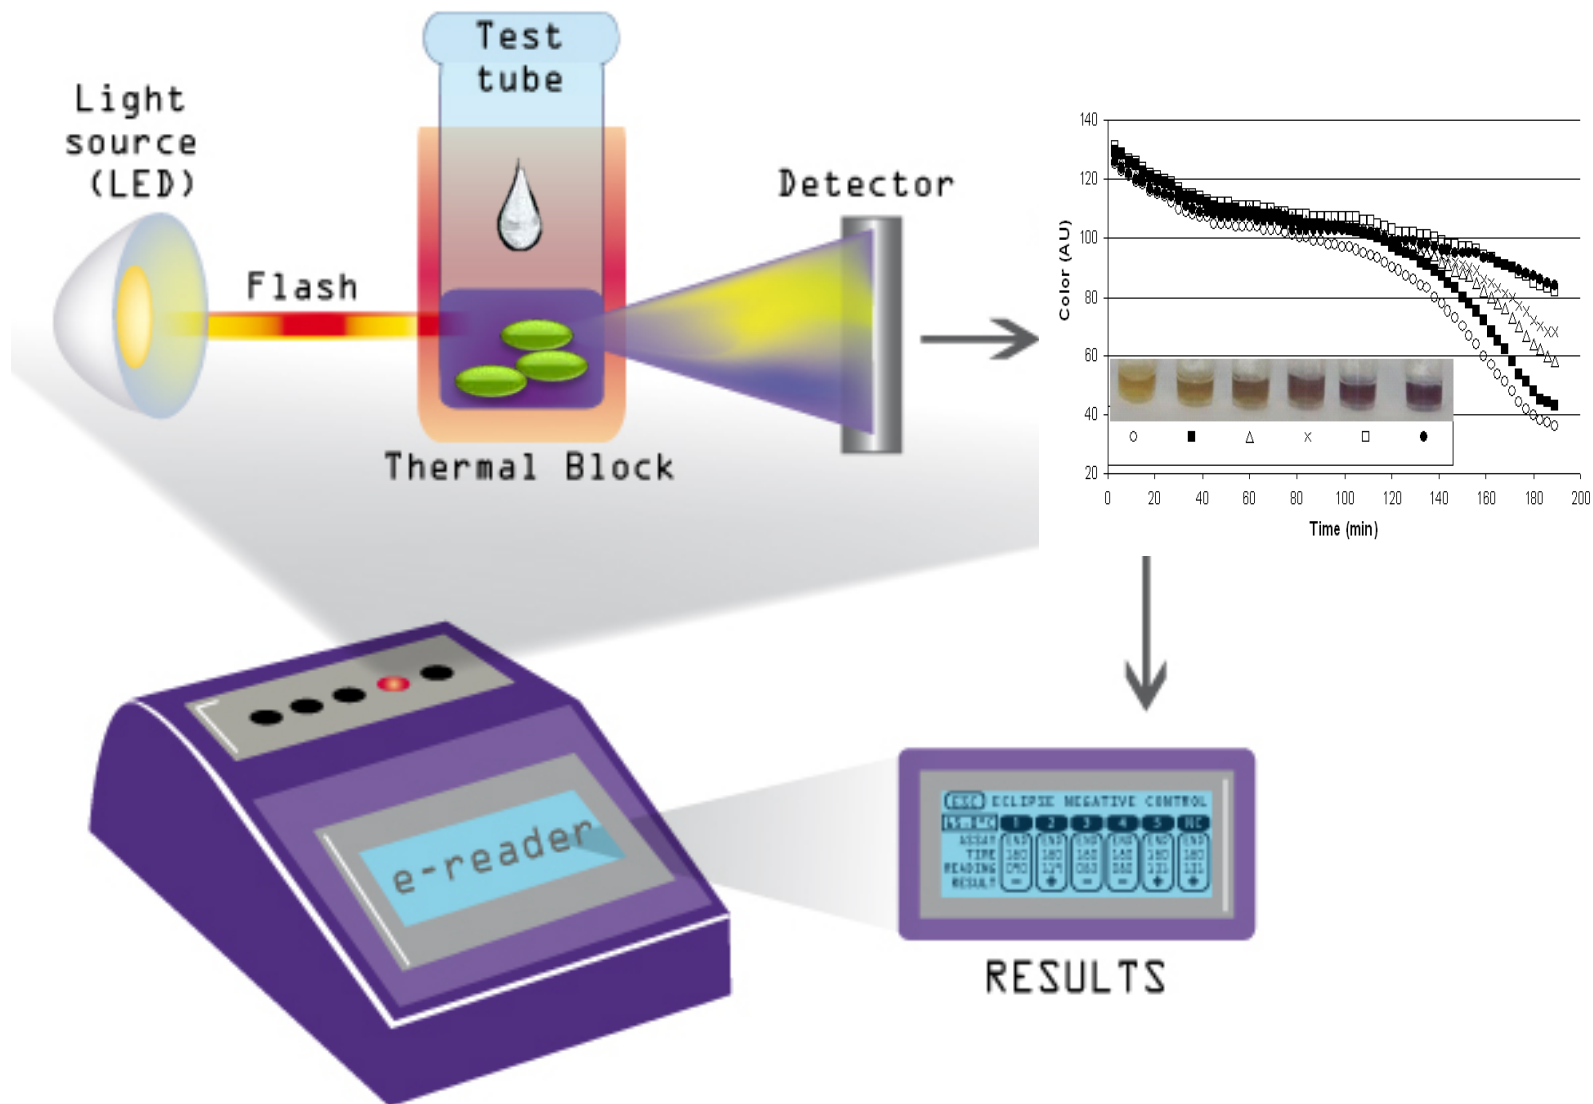 Test
tube
Light
source
(LED)
Flash
Detector
Thermal Block
140
120
100
80
60
40
20
Color (AU)
0 20 40 60 80 100 120 140 160 180 200
Time (min)
e-reader
ESC ECLIPSE NEGATIVE CONTROL
1 2 3 4 5 NC
ASSAY END END END END END END
TIME 180 180 180 180 180 180
READING
RESULT - + - - + +
RESULTS